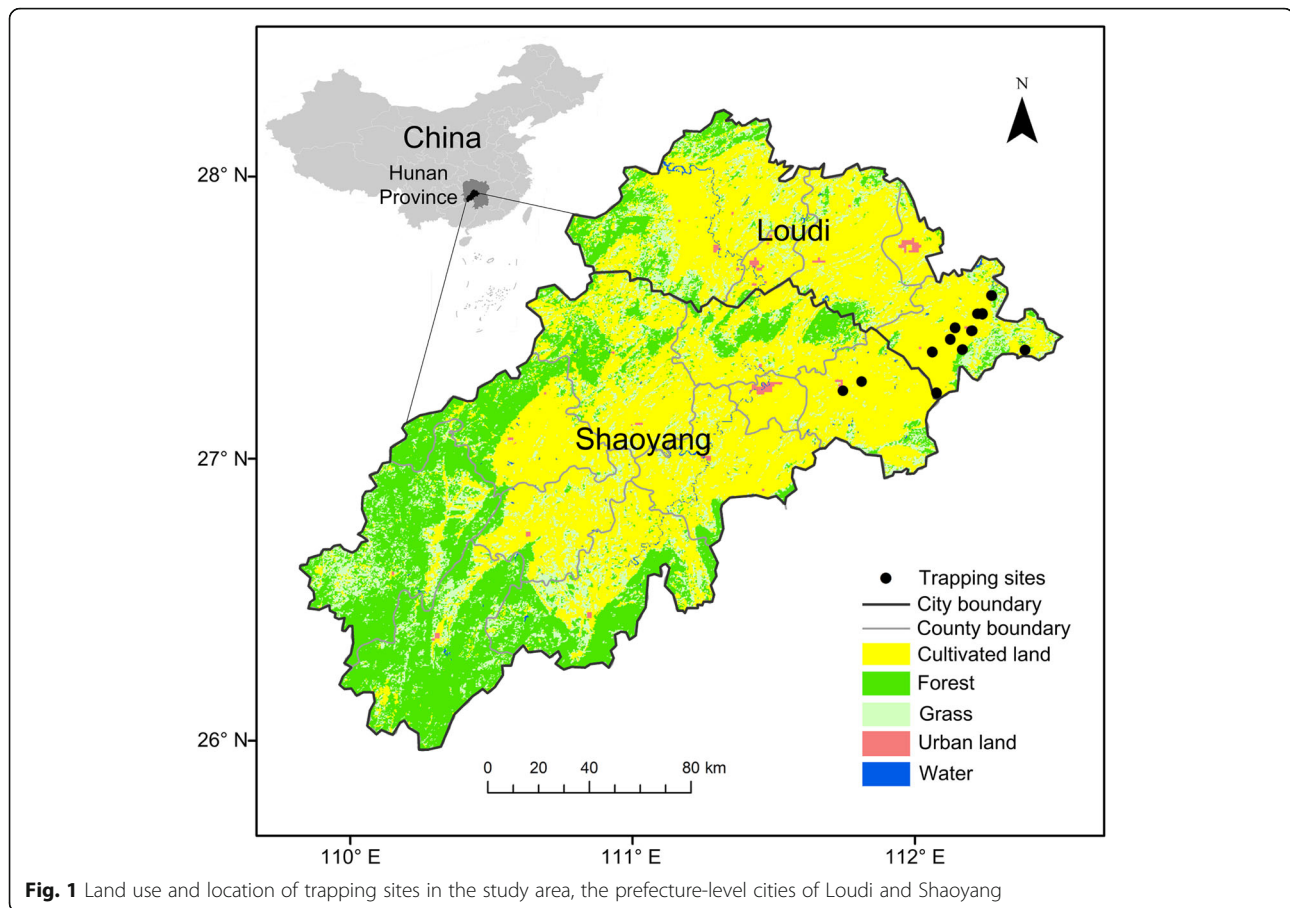 China
Hunan
Province
N
28° N
27° N
26° N
Loudi
Shaoyang
Trapping sites
City boundary
County boundary
Cultivated land
Forest
Grass
Urban land
Water
0 20 40 80 km
110° E 111° E 112° E
Fig. 1 Land use and location of trapping sites in the study area, the prefecture-level cities of Loudi and Shaoyang